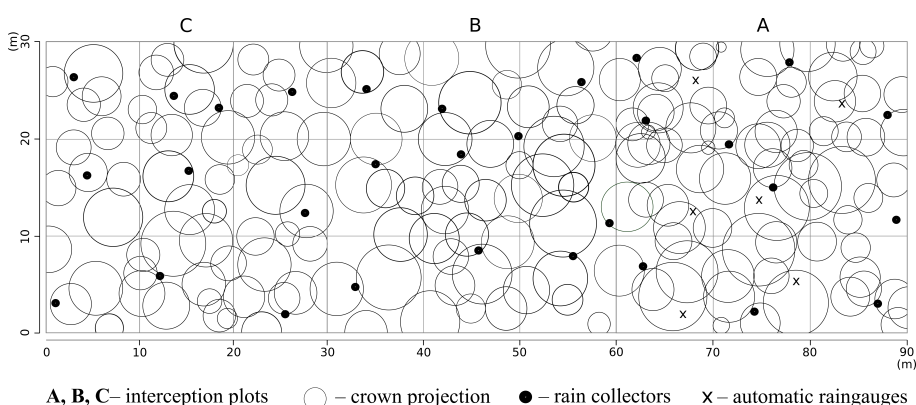 C B A
(m)
30
20
10
0
0 10 20 30 40 50 60 70 80 90
(m)
A, B, C– interception plots – crown projection – rain collectors x – automatic raingauges